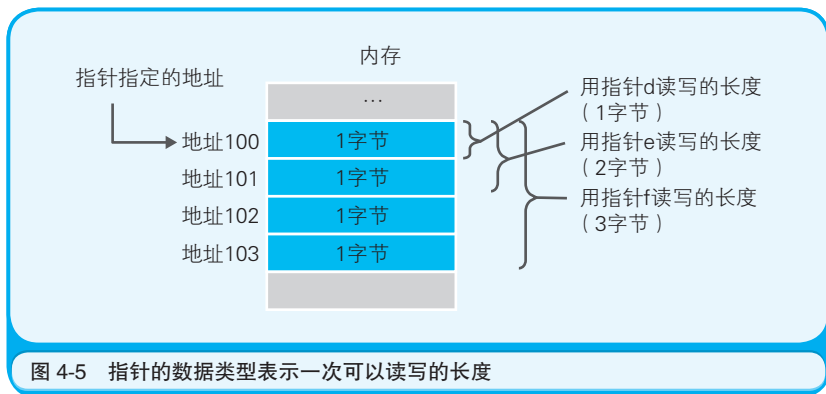 内存
指针指定的地址
…
地址100 1字节
地址101 1字节
地址102 1字节
地址103 1字节
用指针d读写的长度
（1字节）
用指针e读写的长度
（2字节）
用指针f读写的长度
（3字节）
图 4-5 指针的数据类型表示一次可以读写的长度